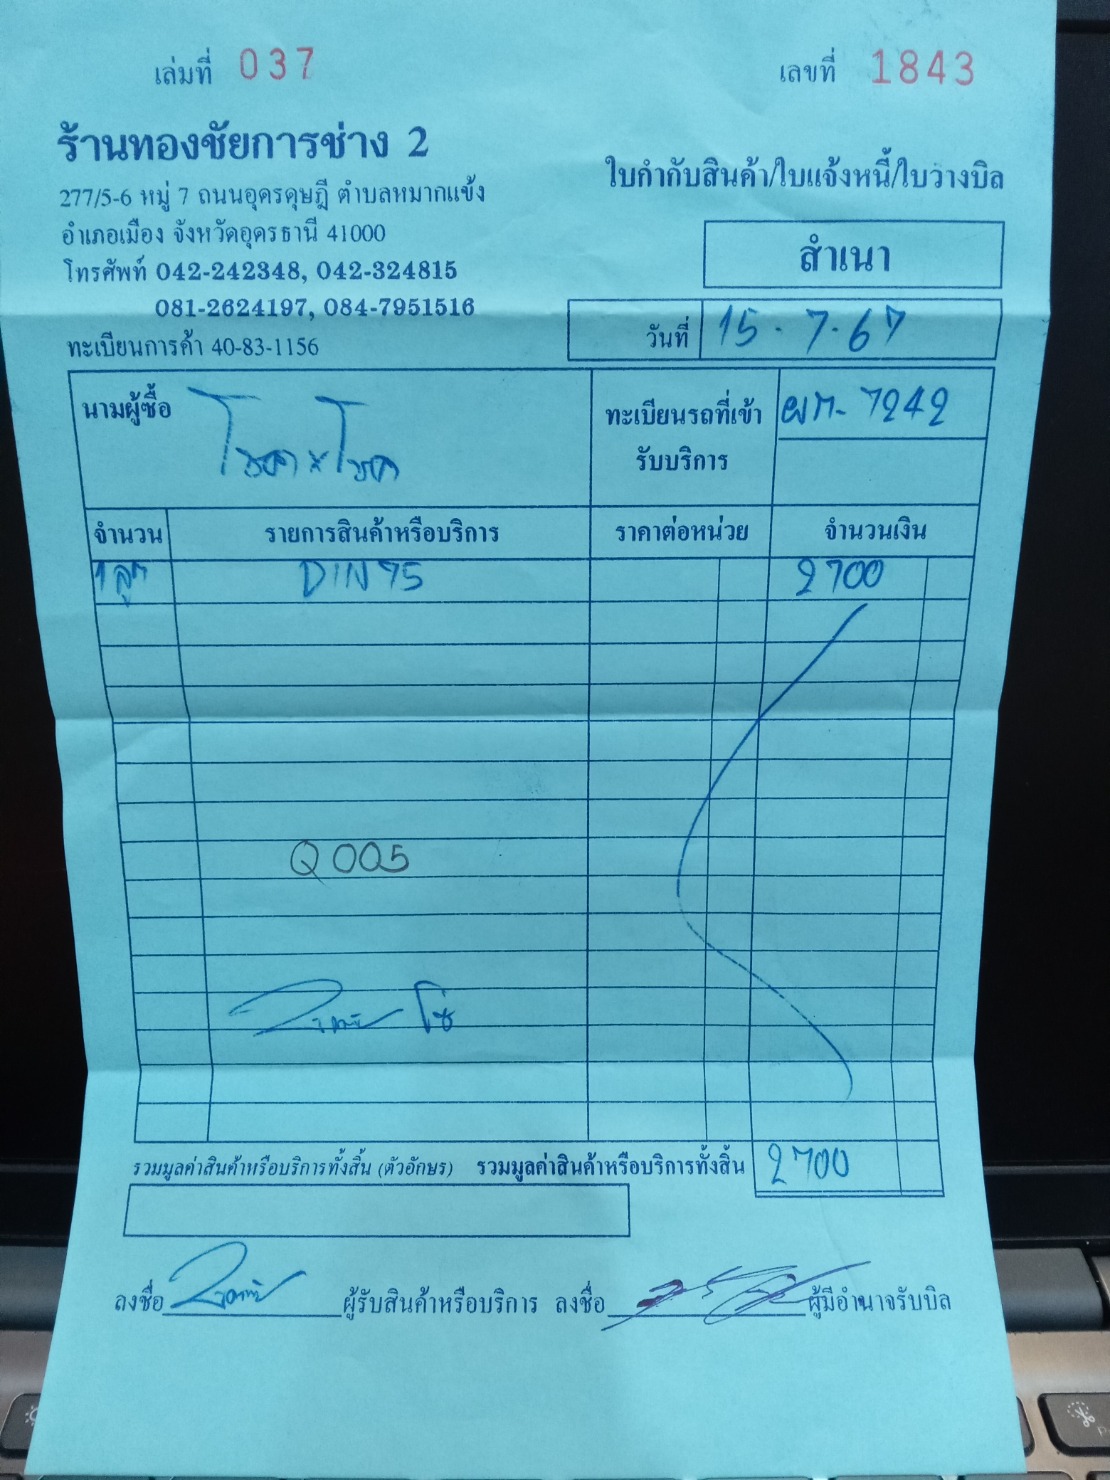 เล่มที่ 037
เลขที่ 1843
ร้านทองชัยการช่าง 2
277/5-6 หมู่ 7 ถนนอุดรดุษฎี ตำบลหมากแข้ง
อำเภอเมือง จังหวัดอุดรธานี 41000
โทรศัพท์ 042-242348, 042-324815
081-2624197, 084-7951516
ทะเบียนการค้า 40-83-1156
ใบกำกับสินค้า/ใบแจ้งหนี้/ใบวางบิล
สำเนา
วันที่ 15-7-67
นามผู้ซื้อ โชค x โชค
ทะเบียนรถที่เข้า 7242
รับบริการ
จำนวน รายการสินค้าหรือบริการ ราคาต่อหน่วย จำนวนเงิน
1 ลูก DIN 75 2700
Q005
รวมมูลค่าสินค้าหรือบริการทั้งสิ้น (ตัวอักษร) รวมมูลค่าสินค้าหรือบริการทั้งสิ้น 2700
ลงชื่อ ผู้รับสินค้าหรือบริการ ลงชื่อ ผู้มีอำนาจรับบิล